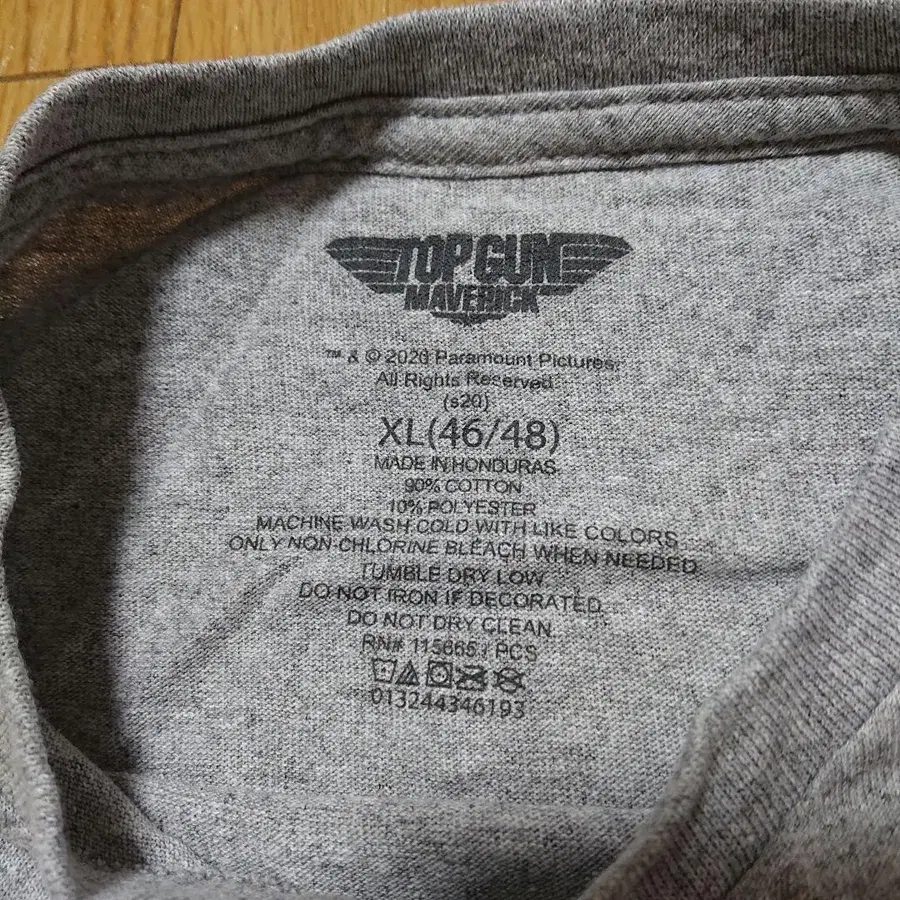 TOP GUN
MAVERICK
™ & © 2020 Paramount Pictures.
All Rights Reserved
(s20)
XL(46/48)
MADE IN HONDURAS
90% COTTON
10% POLYESTER
MACHINE WASH COLD WITH LIKE COLORS
ONLY NON-CHLORINE BLEACH WHEN NEEDED
TUMBLE DRY LOW.
DO NOT IRON IF DECORATED
DO NOT DRY CLEAN
RN# 115665 / PCS
013244346193